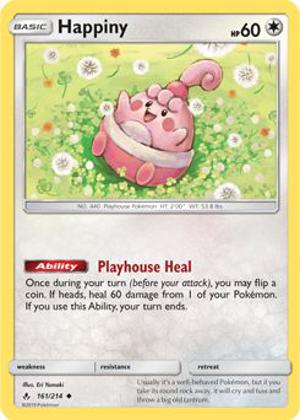 BASIC Happiny HP60
NO. 440 Playhouse Pokémon HT: 2'00" WT: 53.8 lbs.
Ability Playhouse Heal
Once during your turn (before your attack), you may flip a
coin. If heads, heal 60 damage from 1 of your Pokémon.
If you use this Ability, your turn ends.
weakness resistance retreat
Illus. Eri Yamaki
161/214
©2019 Pokémon
Usually it's a well-behaved Pokémon, but if you
take its round rock away, it will cry and fuss and
throw a big old tantrum.